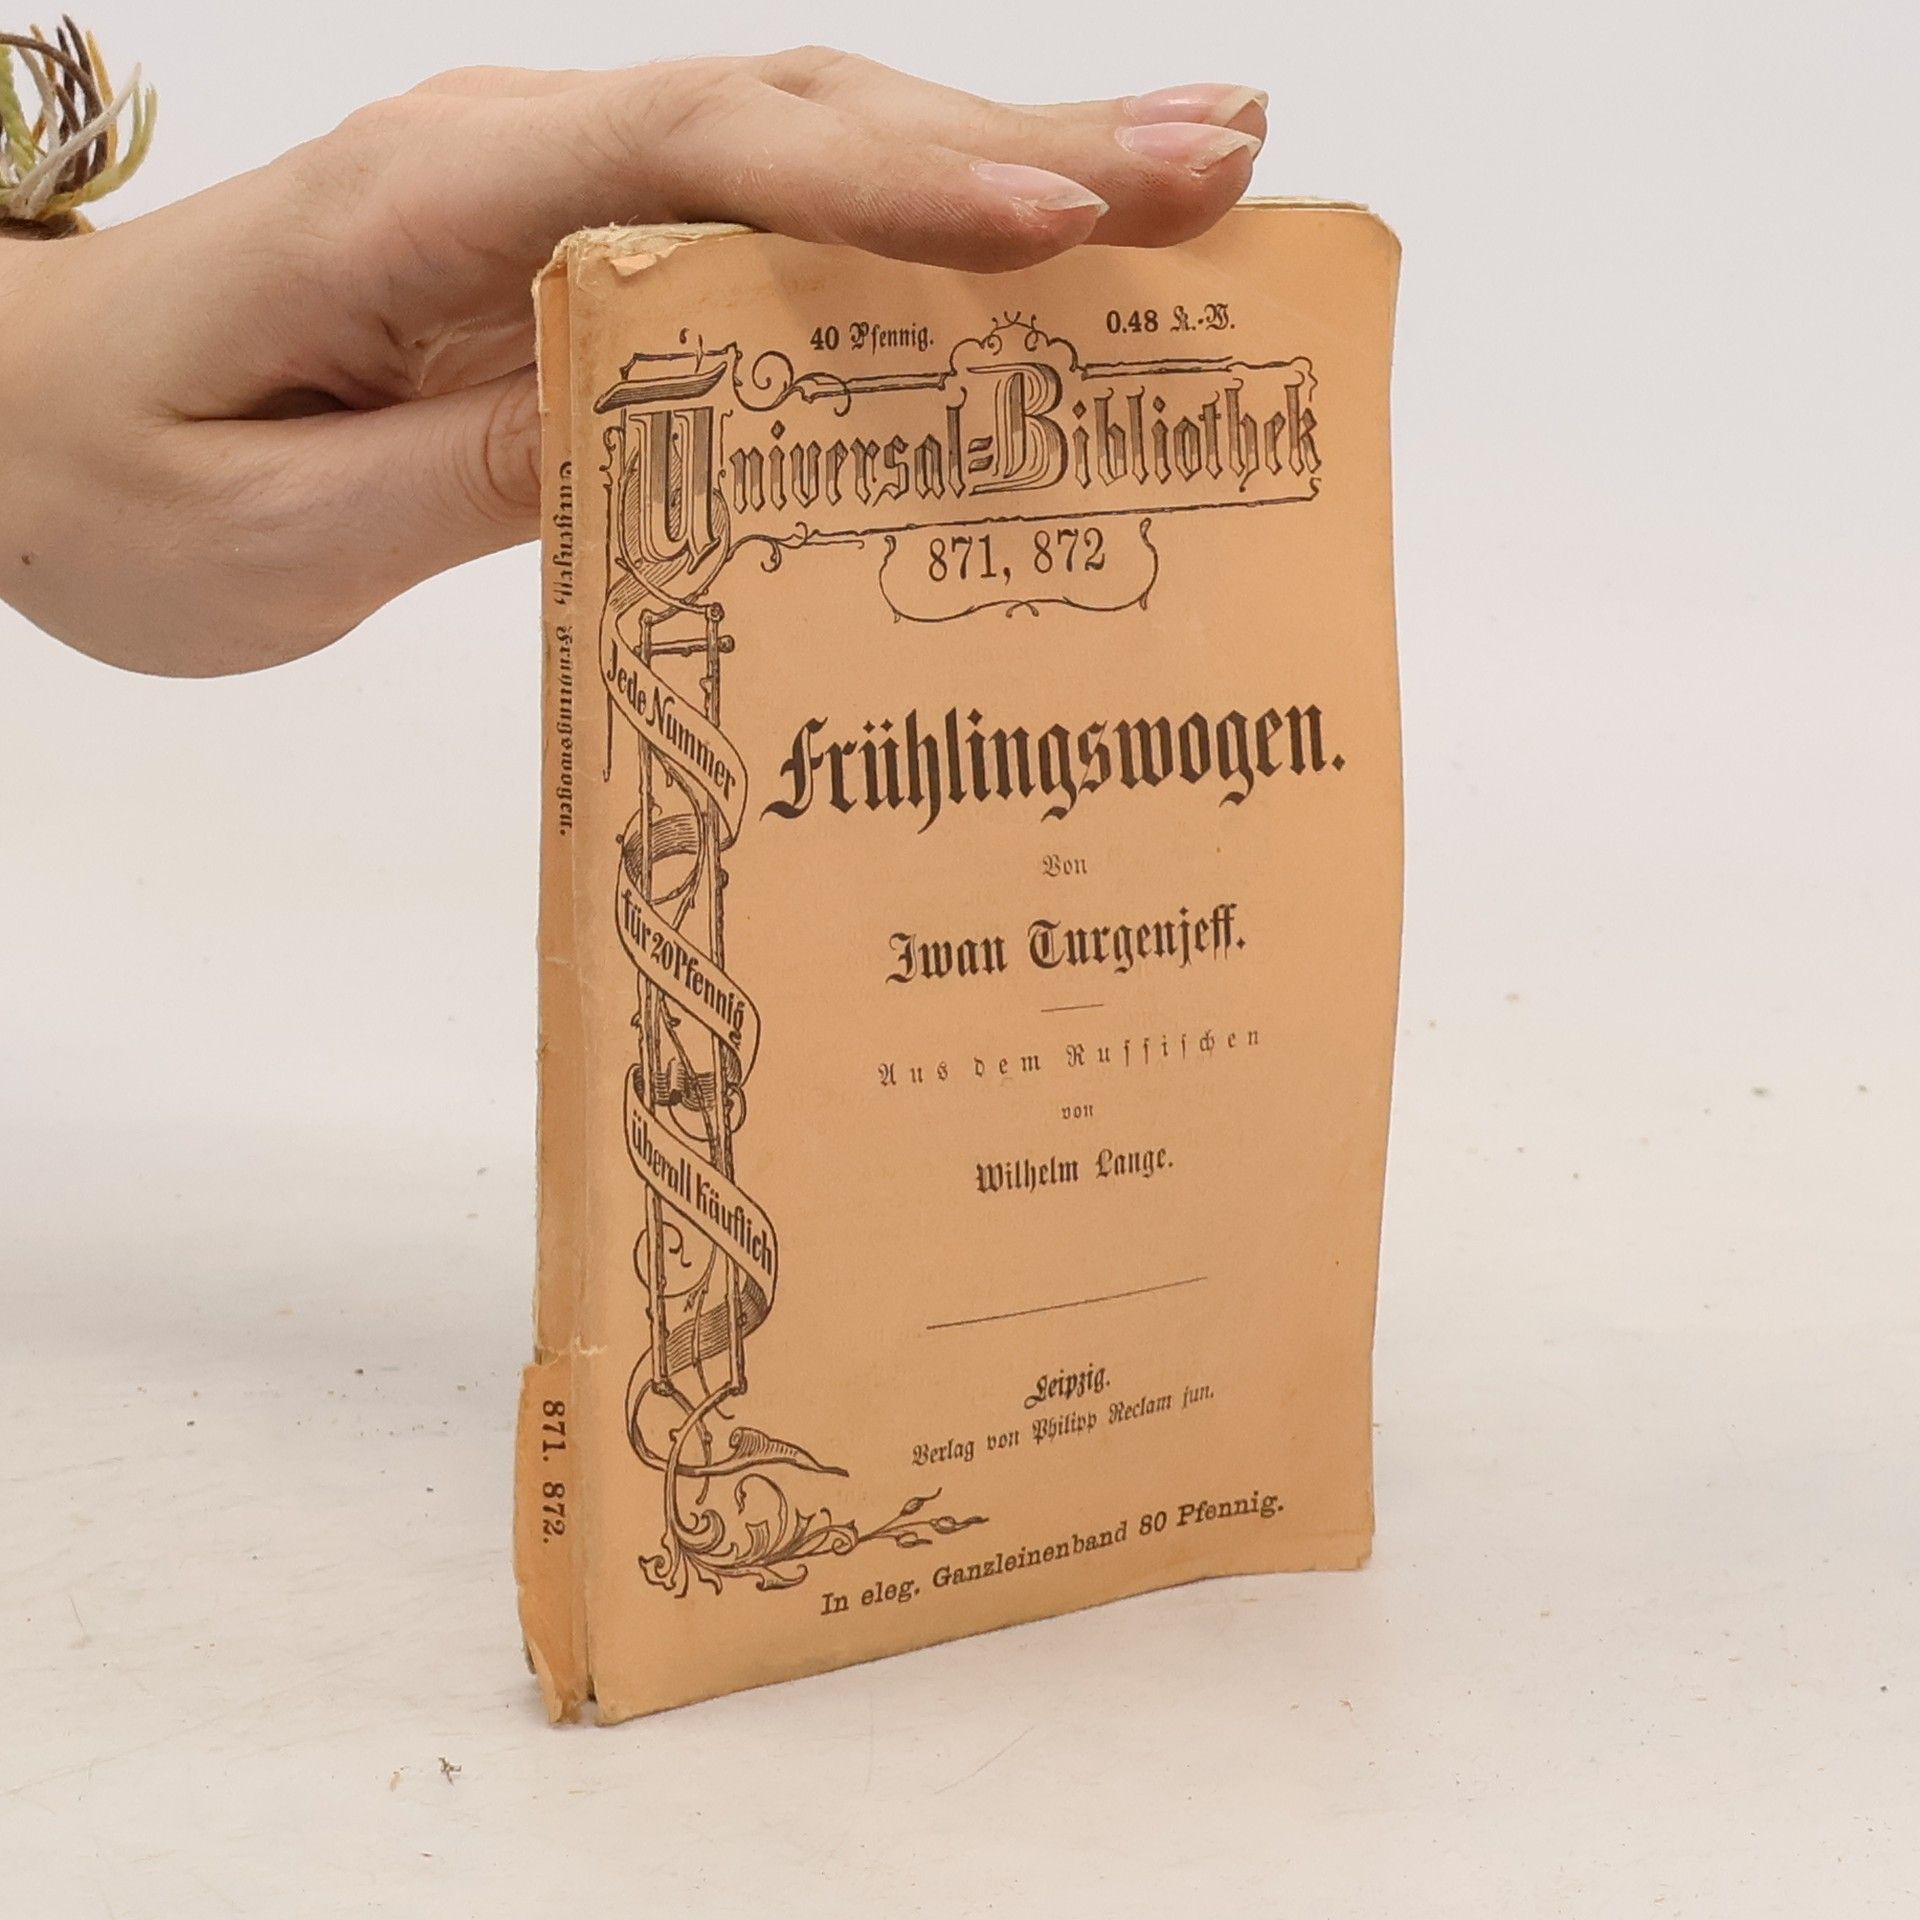 40 Pfennig. 0.48 K.-W.
Universal=Bibliothek
871, 872
Jede Nummer
für 20 Pfennig
überall käuflich
Frühlingswogen.
Von
Iwan Turgenjeff.
Aus dem Russischen
von
Wilhelm Lange.
Leipzig.
Verlag von Philipp Reclam jun.
In eleg. Ganzleinenband 80 Pfennig.
Turgenjeff, Frühlingswogen.
871. 872.